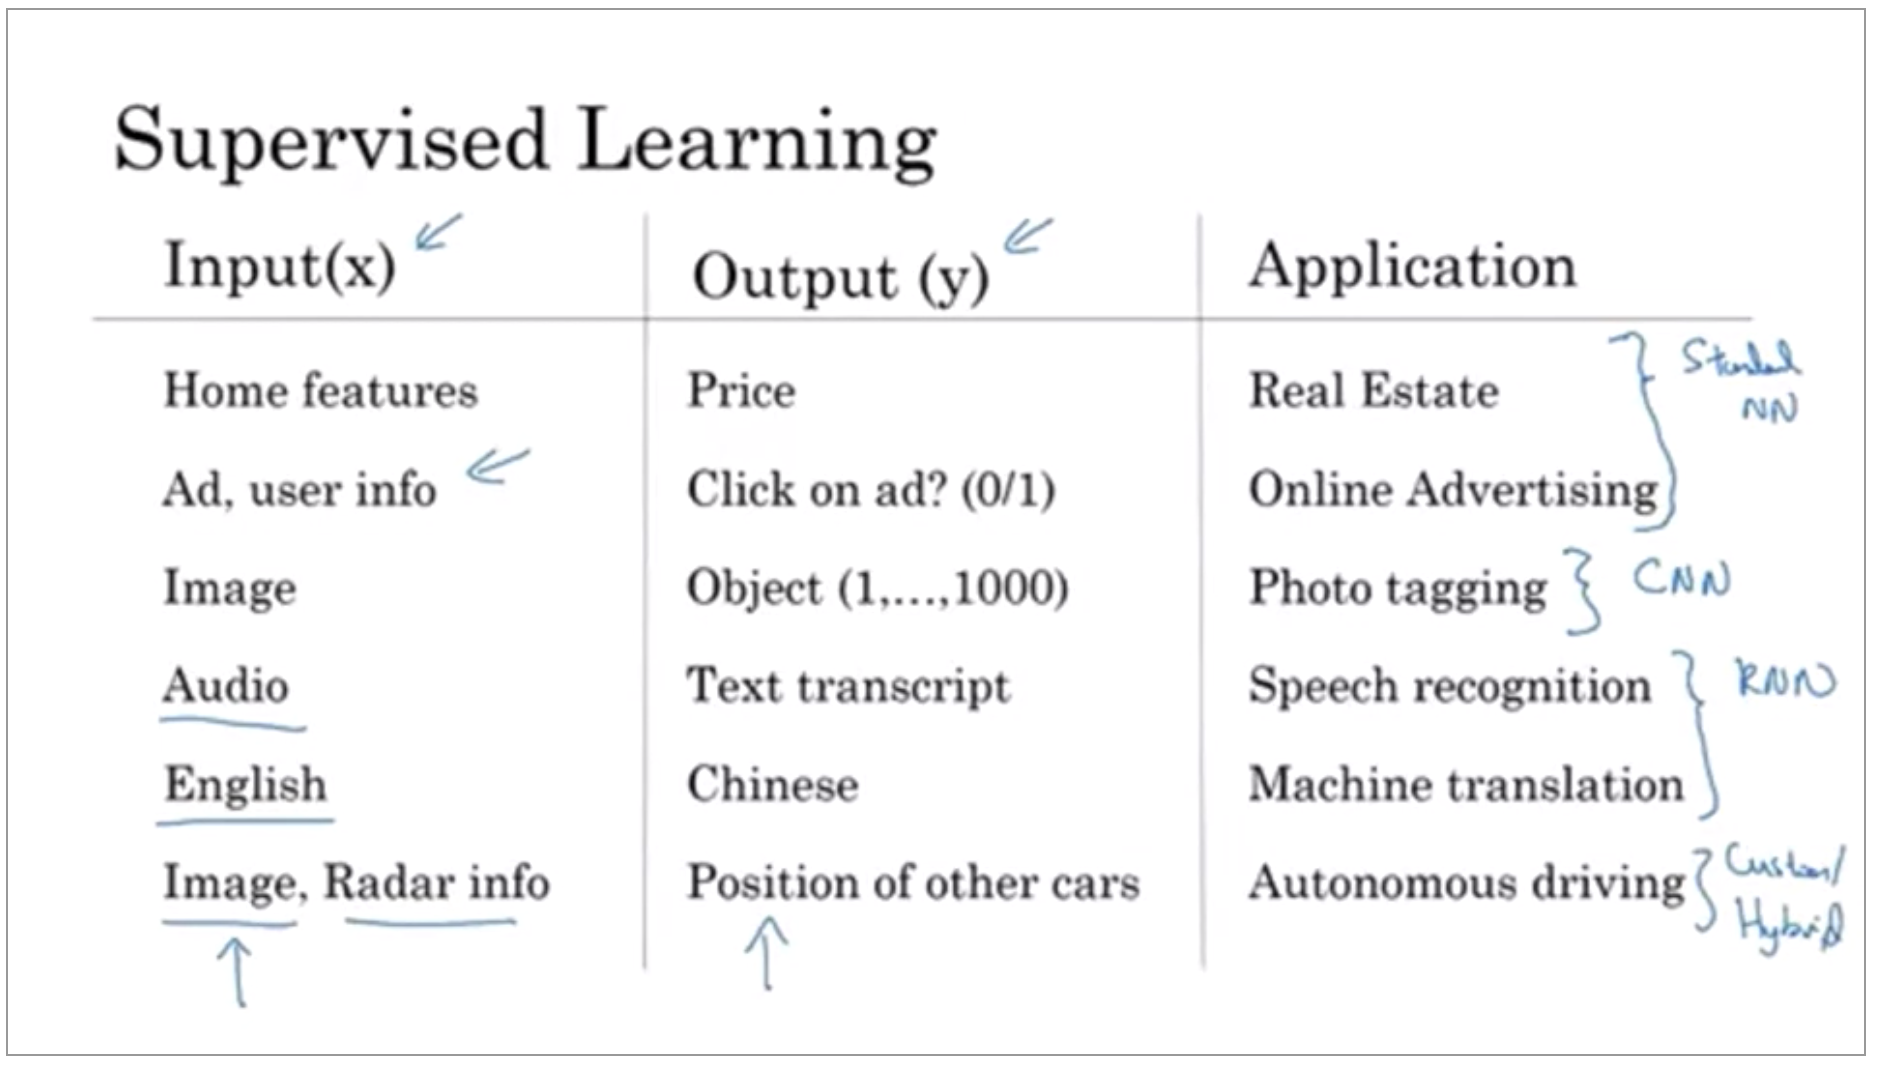 Supervised Learning
Input(x) Output (y) Application
Home features Price Real Estate
Standard
NN
Ad, user info Click on ad? (0/1) Online Advertising
Image Object (1,...,1000) Photo tagging CNN
Audio Text transcript Speech recognition RNN
English Chinese Machine translation
Image, Radar info Position of other cars Autonomous driving Custom/
Hybrid